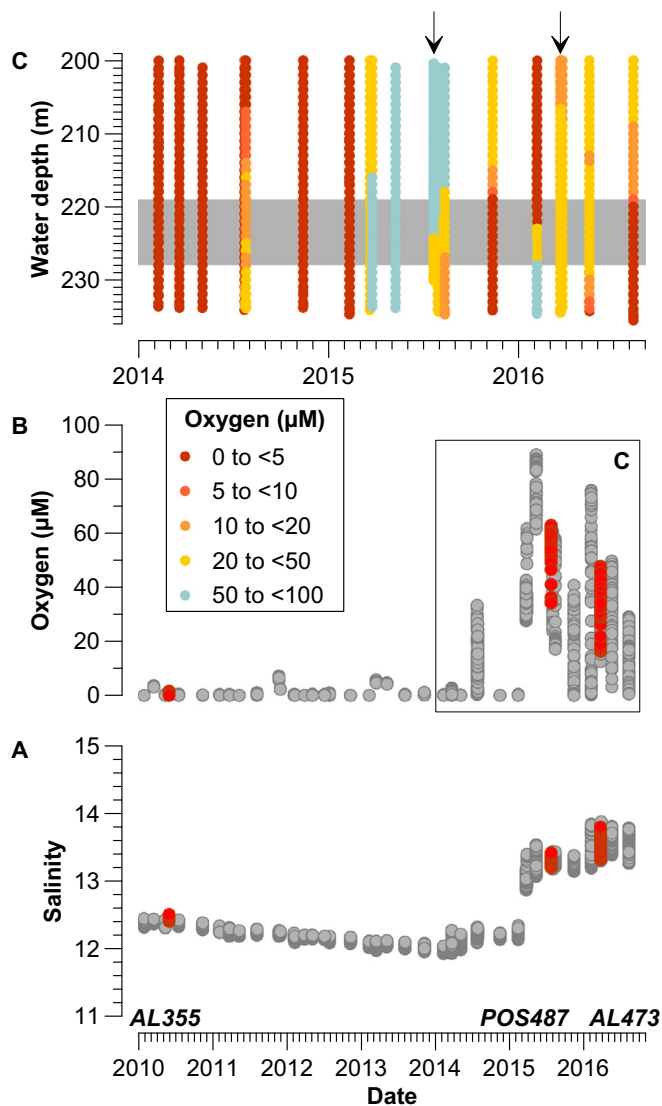 C
Water depth (m)
200
210
220
230
2014
2015
2016
B
Oxygen (µM)
100
80
60
40
20
0
Oxygen (µM)
0 to <5
5 to <10
10 to <20
20 to <50
50 to <100
C
A
Salinity
15
14
13
12
11
AL355
POS487
AL473
2010
2011
2012
2013
2014
2015
2016
Date